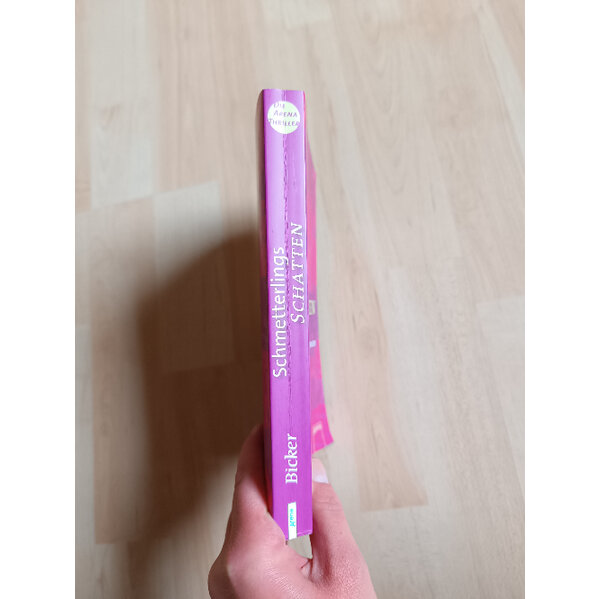 EIN
ARENA
THRILLER
Schmetterlings
SCHATTEN
Bicker
Arena